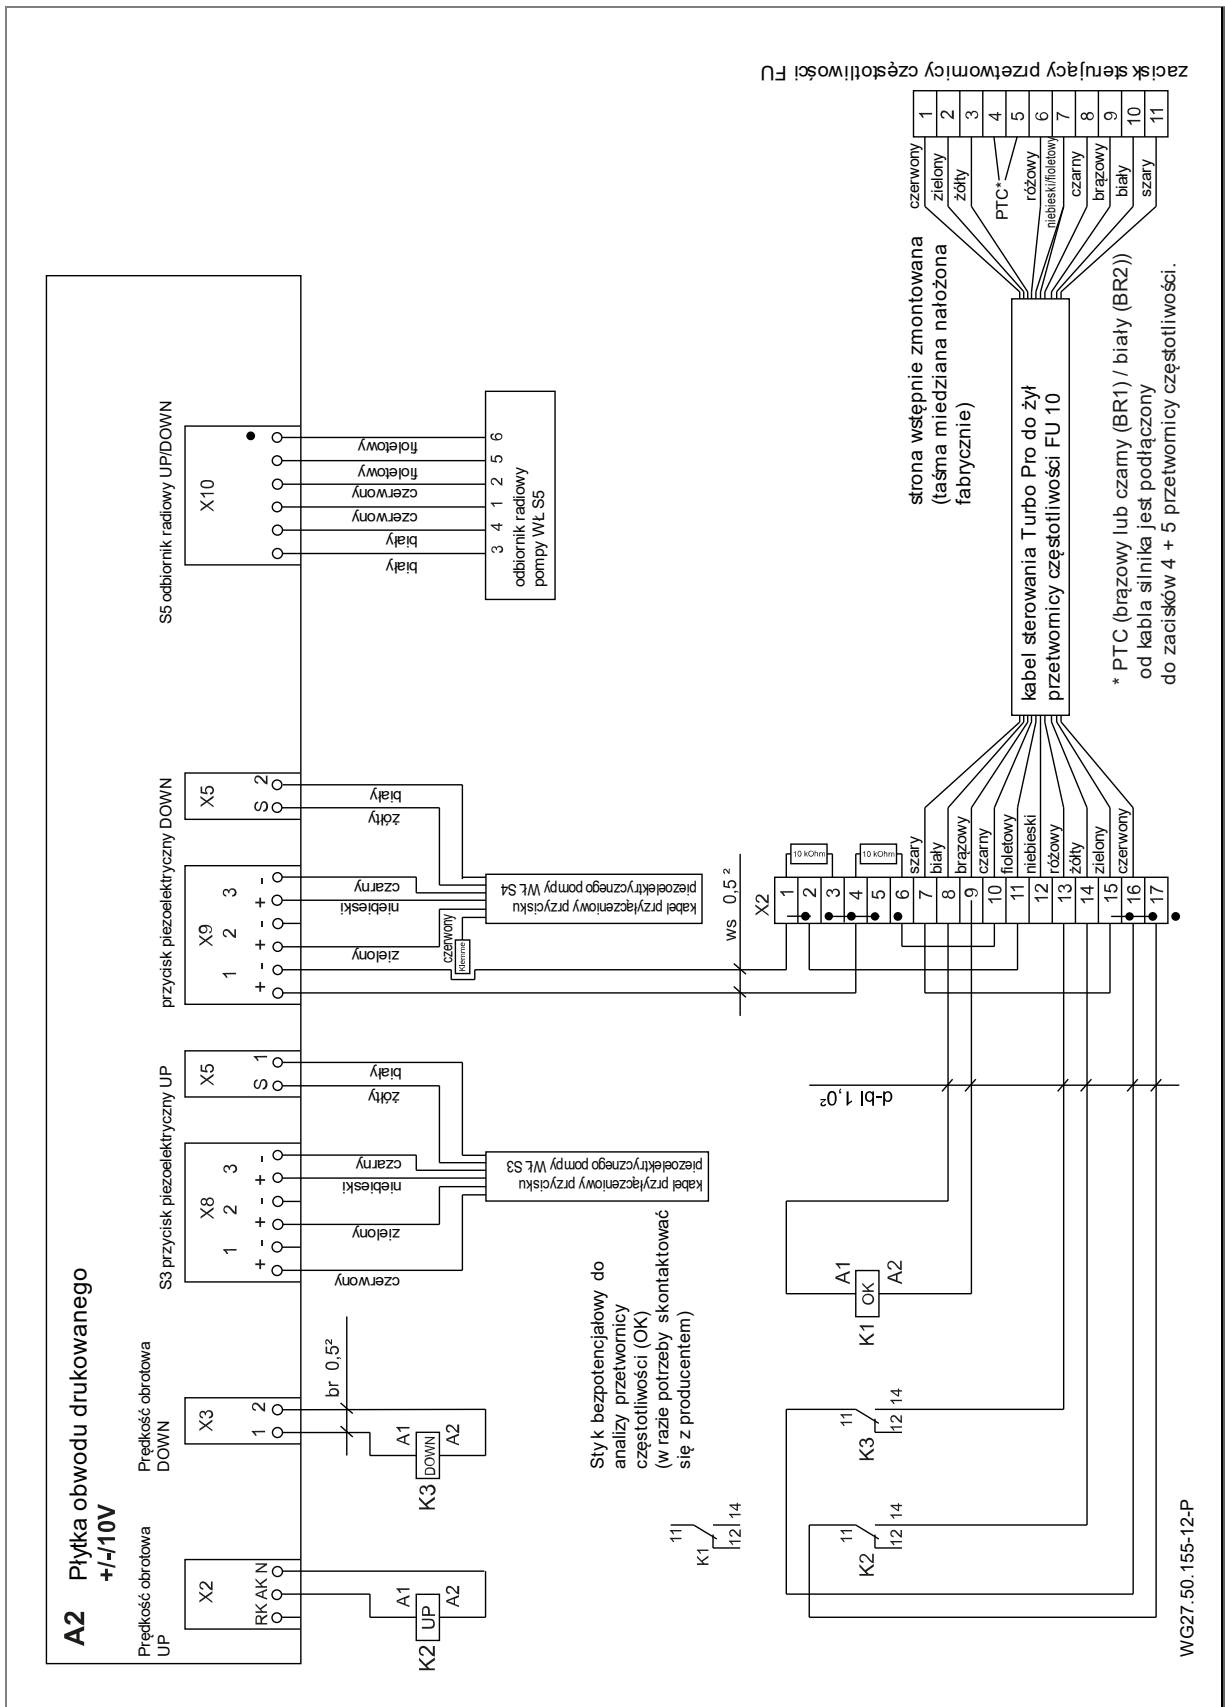 A2 Płytka obwodu drukowanego
+/-/10V
Prędkość obrotowa
UP
X2
RK AK N
A1
K2 UP
A2
Prędkość obrotowa
DOWN
X3
1 2
br 0,5²
A1
K3 DOWN
A2
S3 przycisk piezoelektryczny UP
X8
1 2 3
+ - + - + -
czerwony
zielony
niebieski
czarny
X5
S 1
żółty
biały
kabel przyłączeniowy przycisku
piezoelektrycznego pompy WŁ S3
przycisk piezoelektryczny DOWN
X9
1 2 3
+ - + - + -
zielony
czerwony
Klemme
niebieski
czarny
X5
S 2
żółty
biały
kabel przyłączeniowy przycisku
piezoelektrycznego pompy WŁ S4
S5 odbiornik radiowy UP/DOWN
X10
biały
biały
czerwony
czerwony
fioletowy
fioletowy
3 4 1 2 5 6
odbiornik radiowy
pompy WŁ S5
Styk bezpotencjałowy do
analizy przetwornicy
częstotliwości (OK)
(w razie potrzeby skontaktować
się z producentem)
11
K1
12 14
ws 0,5 ²
X2
10 kOhm
10 kOhm
1
2
3
4
5
6
7
8
9
10
11
12
13
14
15
16
17
szary
biały
brązowy
czarny
fioletowy
niebieski
różowy
żółty
zielony
czerwony
d-bl 1,0²
A1
K1 OK
A2
11
K3
12 14
11
K2
12 14
kabel sterowania Turbo Pro do żył
przetwornicy częstotliwości FU 10
strona wstępnie zmontowana
(taśma miedziana nałożona
fabrycznie)
czerwony
zielony
żółty
PTC*
różowy
niebieski/fioletowy
czarny
brązowy
biały
szary
1
2
3
4
5
6
7
8
9
10
11
zacisk sterujący przetwornicy częstotliwości FU
* PTC (brązowy lub czarny (BR1) / biały (BR2))
od kabla silnika jest podłączony
do zacisków 4 + 5 przetwornicy częstotliwości.
WG27.50.155-12-P